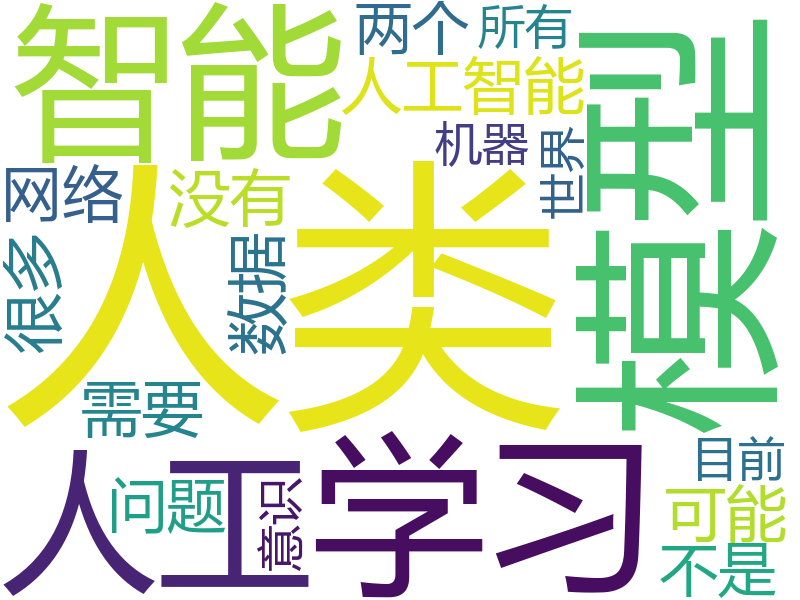 智能
两个
所有
人工智能
模型
机器
世界
网络
没有
人类
很多
数据
需要
人工
学习
问题
意识
目前
可能
不是